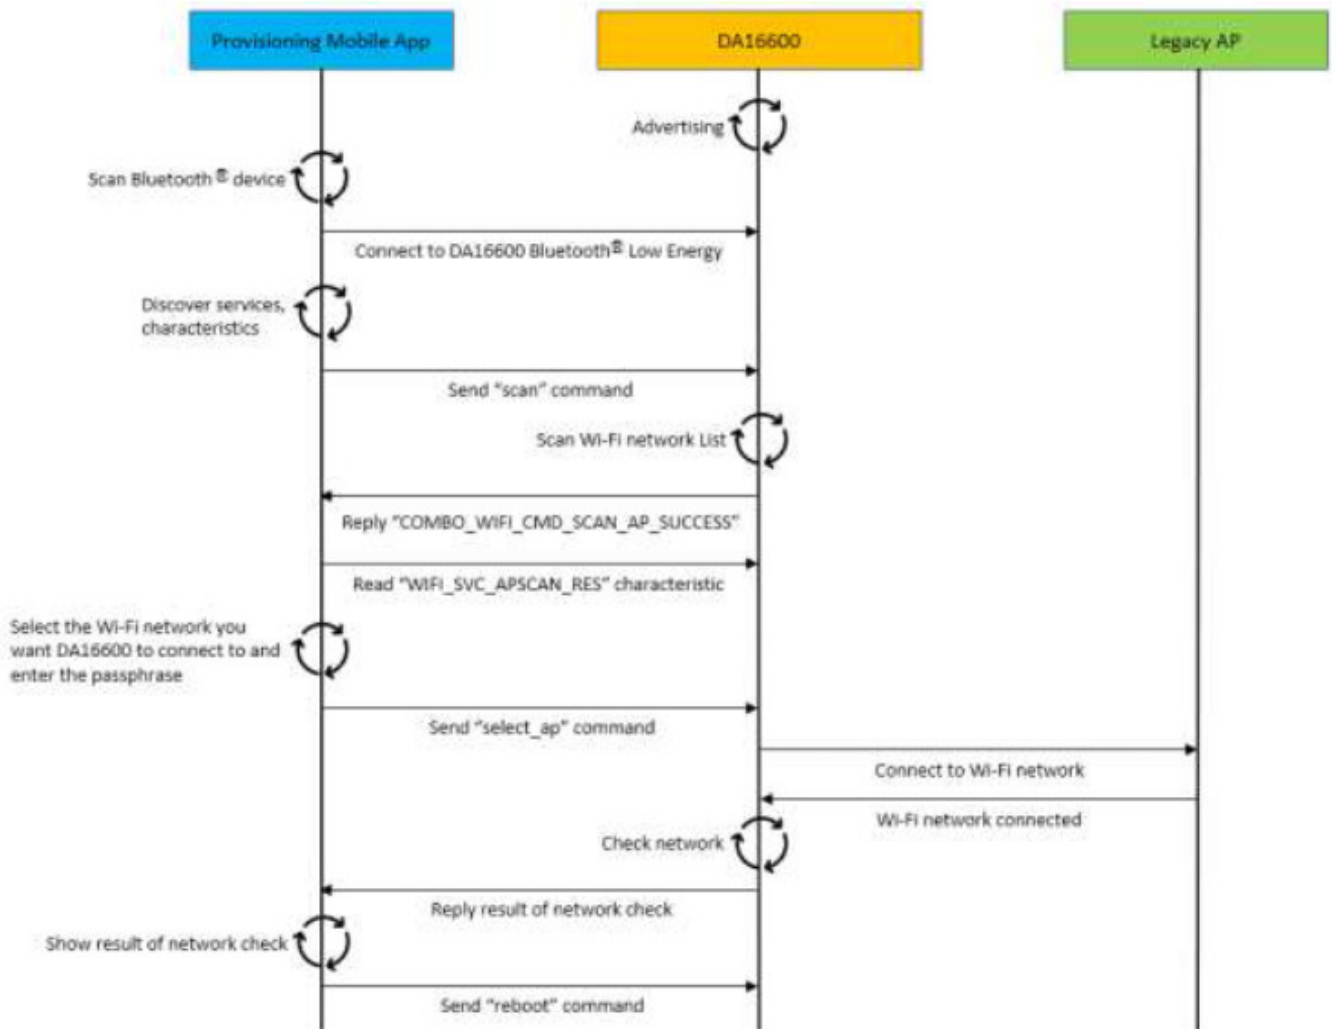 Provisioning Mobile App
DA16600
Legacy AP
Advertising
Scan Bluetooth® device
Connect to DA16600 Bluetooth® Low Energy
Discover services,
characteristics
Send "scan" command
Scan Wi-Fi network List
Reply "COMBO_WIFI_CMD_SCAN_AP_SUCCESS"
Read "WIFI_SVC_APSCAN_RES" characteristic
Select the Wi-Fi network you
want DA16600 to connect to and
enter the passphrase
Send "select_ap" command
Connect to Wi-Fi network
Wi-Fi network connected
Check network
Reply result of network check
Show result of network check
Send "reboot" command